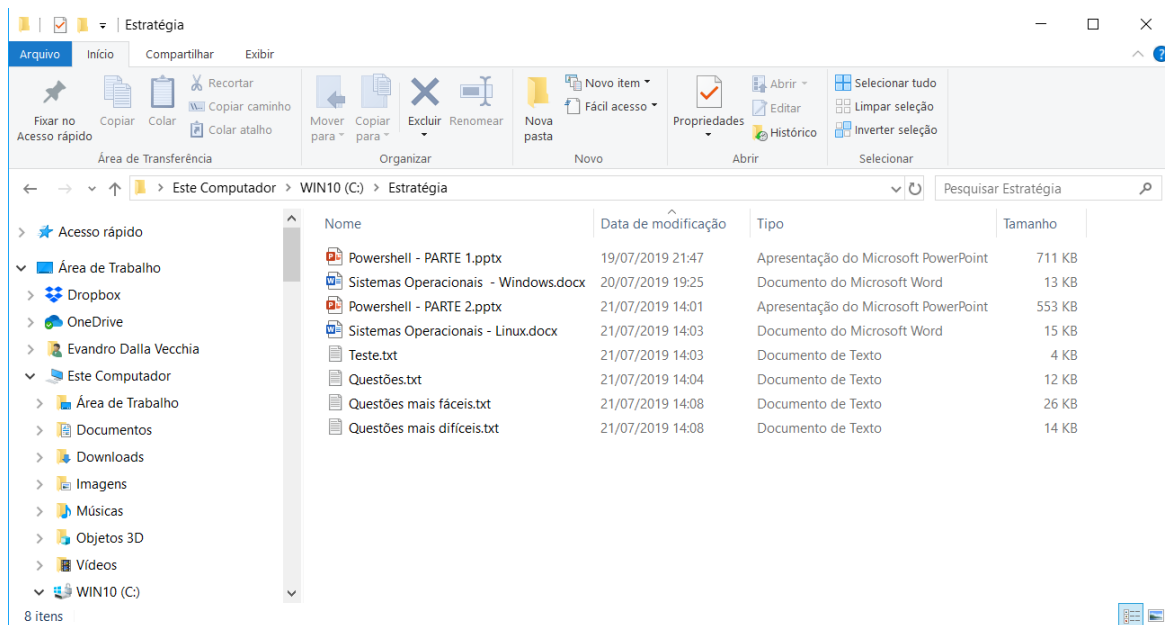 Estratégia
Arquivo Início Compartilhar Exibir
Fixar no Acesso rápido
Copiar
Colar
Recortar
Copiar caminho
Colar atalho
Área de Transferência
Mover para
Copiar para
Excluir
Renomear
Organizar
Nova pasta
Novo item
Fácil acesso
Novo
Propriedades
Abrir
Editar
Histórico
Abrir
Selecionar tudo
Limpar seleção
Inverter seleção
Selecionar
Este Computador > WIN10 (C:) > Estratégia
Pesquisar Estratégia
Acesso rápido
Área de Trabalho
Dropbox
OneDrive
Evandro Dalla Vecchia
Este Computador
Área de Trabalho
Documentos
Downloads
Imagens
Músicas
Objetos 3D
Vídeos
WIN10 (C:)
Nome Data de modificação Tipo Tamanho
Powershell - PARTE 1.pptx 19/07/2019 21:47 Apresentação do Microsoft PowerPoint 711 KB
Sistemas Operacionais - Windows.docx 20/07/2019 19:25 Documento do Microsoft Word 13 KB
Powershell - PARTE 2.pptx 21/07/2019 14:01 Apresentação do Microsoft PowerPoint 553 KB
Sistemas Operacionais - Linux.docx 21/07/2019 14:03 Documento do Microsoft Word 15 KB
Teste.txt 21/07/2019 14:03 Documento de Texto 4 KB
Questões.txt 21/07/2019 14:04 Documento de Texto 12 KB
Questões mais fáceis.txt 21/07/2019 14:08 Documento de Texto 26 KB
Questões mais difíceis.txt 21/07/2019 14:08 Documento de Texto 14 KB
8 itens